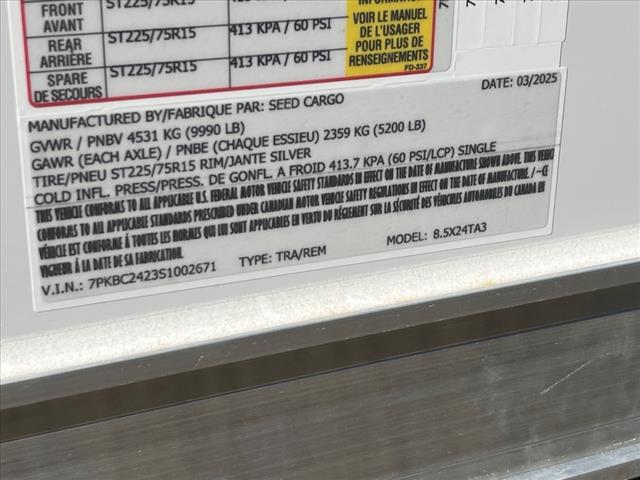 FRONT
AVANT
ST225/75R15
REAR
ARRIÈRE
ST225/75R15
413 KPA / 60 PSI
SPARE
DE SECOURS
ST225/75R15
413 KPA / 60 PSI
VOIR LE MANUEL
DE L'USAGER
POUR PLUS DE
RENSEIGNEMENTS
FD-337
MANUFACTURED BY/FABRIQUE PAR: SEED CARGO
DATE: 03/2025
GVWR / PNBV 4531 KG (9990 LB)
GAWR (EACH AXLE) / PNBE (CHAQUE ESSIEU) 2359 KG (5200 LB)
TIRE/PNEU ST225/75R15 RIM/JANTE SILVER
COLD INFL. PRESS/PRESS. DE GONFL. A FROID 413.7 KPA (60 PSI/LCP) SINGLE
THIS VEHICLE CONFORMS TO ALL APPLICABLE U.S. FEDERAL MOTOR VEHICLE SAFETY STANDARDS IN EFFECT ON THE DATE OF MANUFACTURE SHOWN ABOVE. THIS VEHICLE
CONFORMS TO ALL APPLICABLE STANDARDS PRESCRIBED UNDER CANADIAN MOTOR VEHICLE SAFETY REGULATIONS IN EFFECT ON THE DATE OF MANUFACTURE. / -CE
VÉHICLE EST CONFORME À TOUTES LES NORMES QUI LUI SONT APPLICABLES EN VERTU DU RÉGLEMENT SUR LA SÉCURITÉ DES VÉHICULES AUTOMOBILES DU CANADA EN
VIGUEUR À LA DATE DE SA FABRICATION.
V.I.N.: 7PKBC2423S1002671
TYPE: TRA/REM
MODEL: 8.5X24TA3